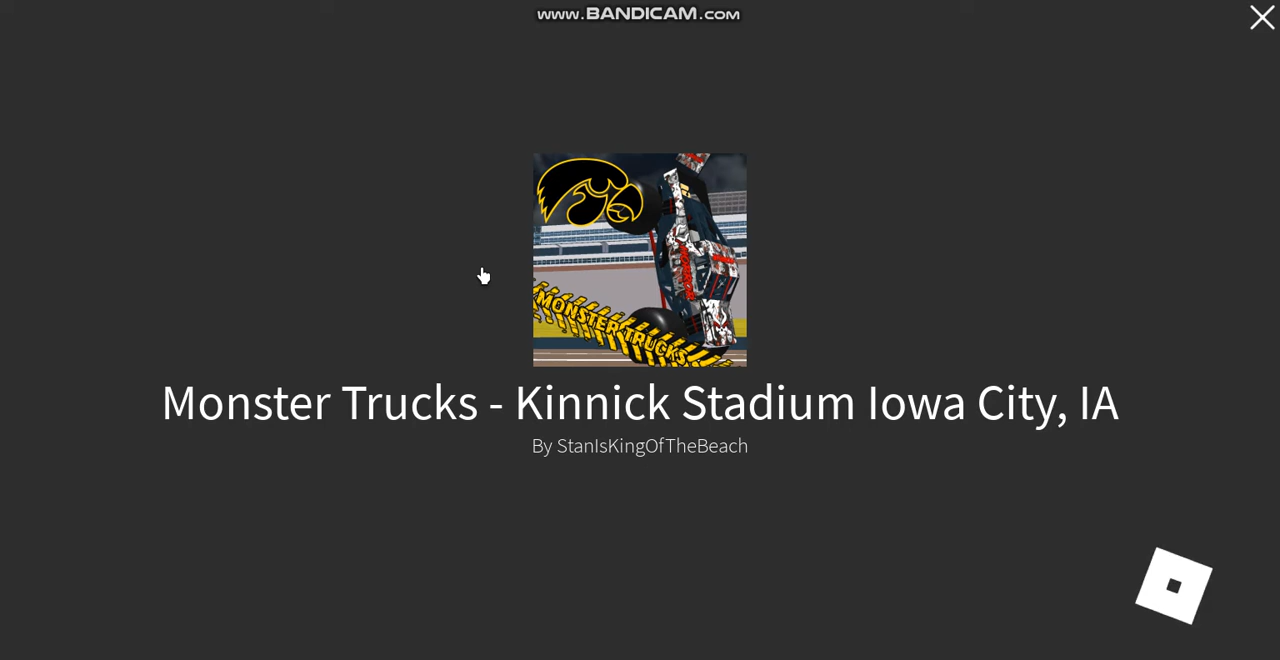 www.BANDICAM.com
MONSTER TRUCKS
Monster Trucks - Kinnick Stadium Iowa City, IA
By StanIsKingOfTheBeach